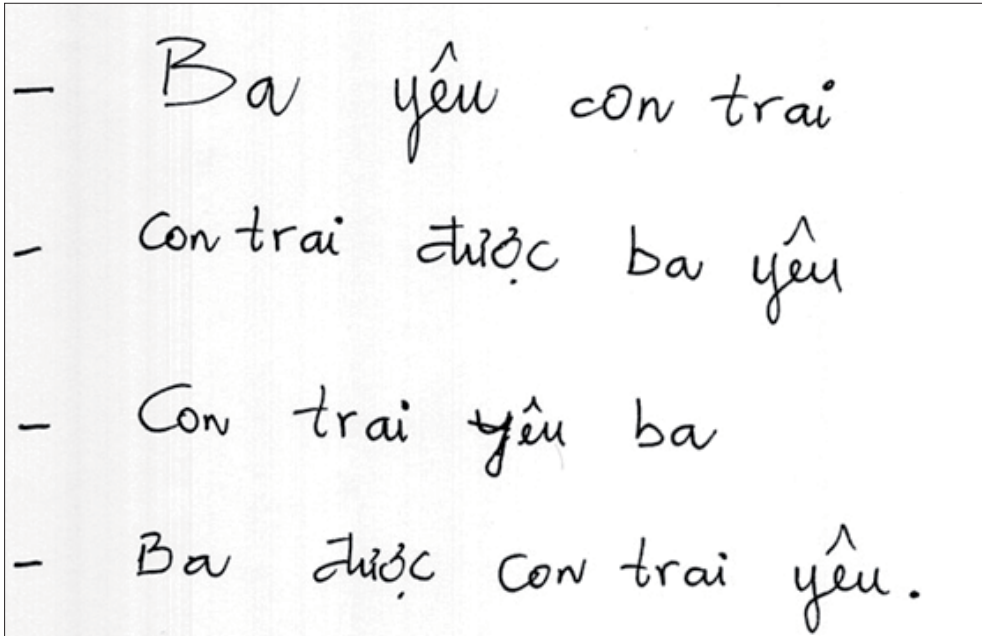 - Ba yêu con trai
- Con trai được ba yêu
- Con trai yêu ba
- Ba được con trai yêu.